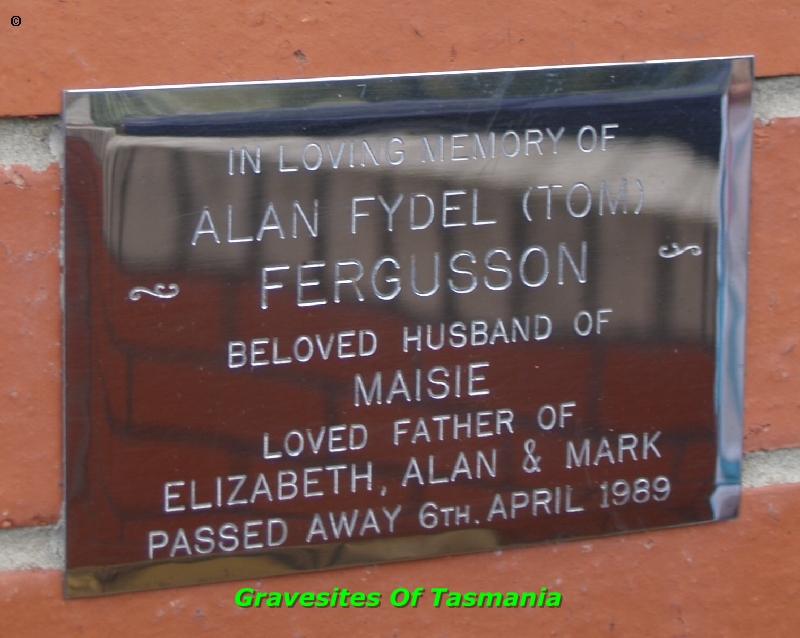 ©
IN LOVING MEMORY OF
ALAN FYDEL (TOM)
FERGUSSON
BELOVED HUSBAND OF
MAISIE
LOVED FATHER OF
ELIZABETH, ALAN & MARK
PASSED AWAY 6TH. APRIL 1989
Gravesites Of Tasmania